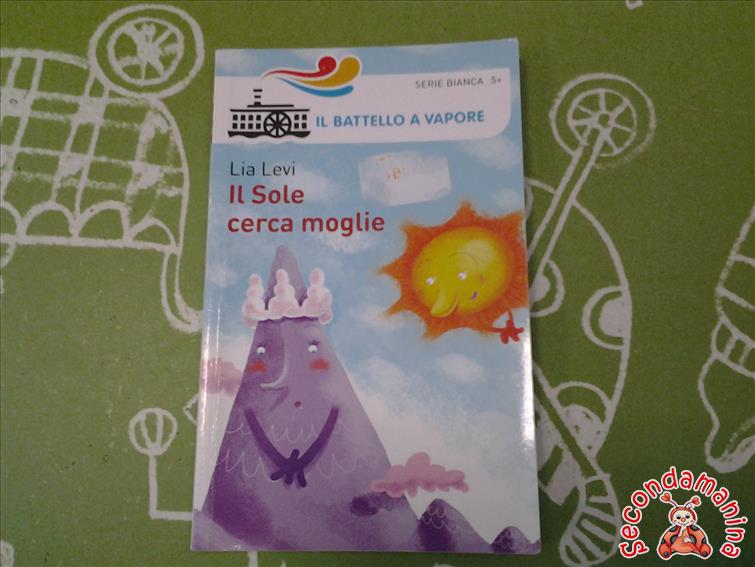 SERIE BIANCA 5+
IL BATTELLO A VAPORE
Lia Levi
Il Sole
cerca moglie
Secondamanina